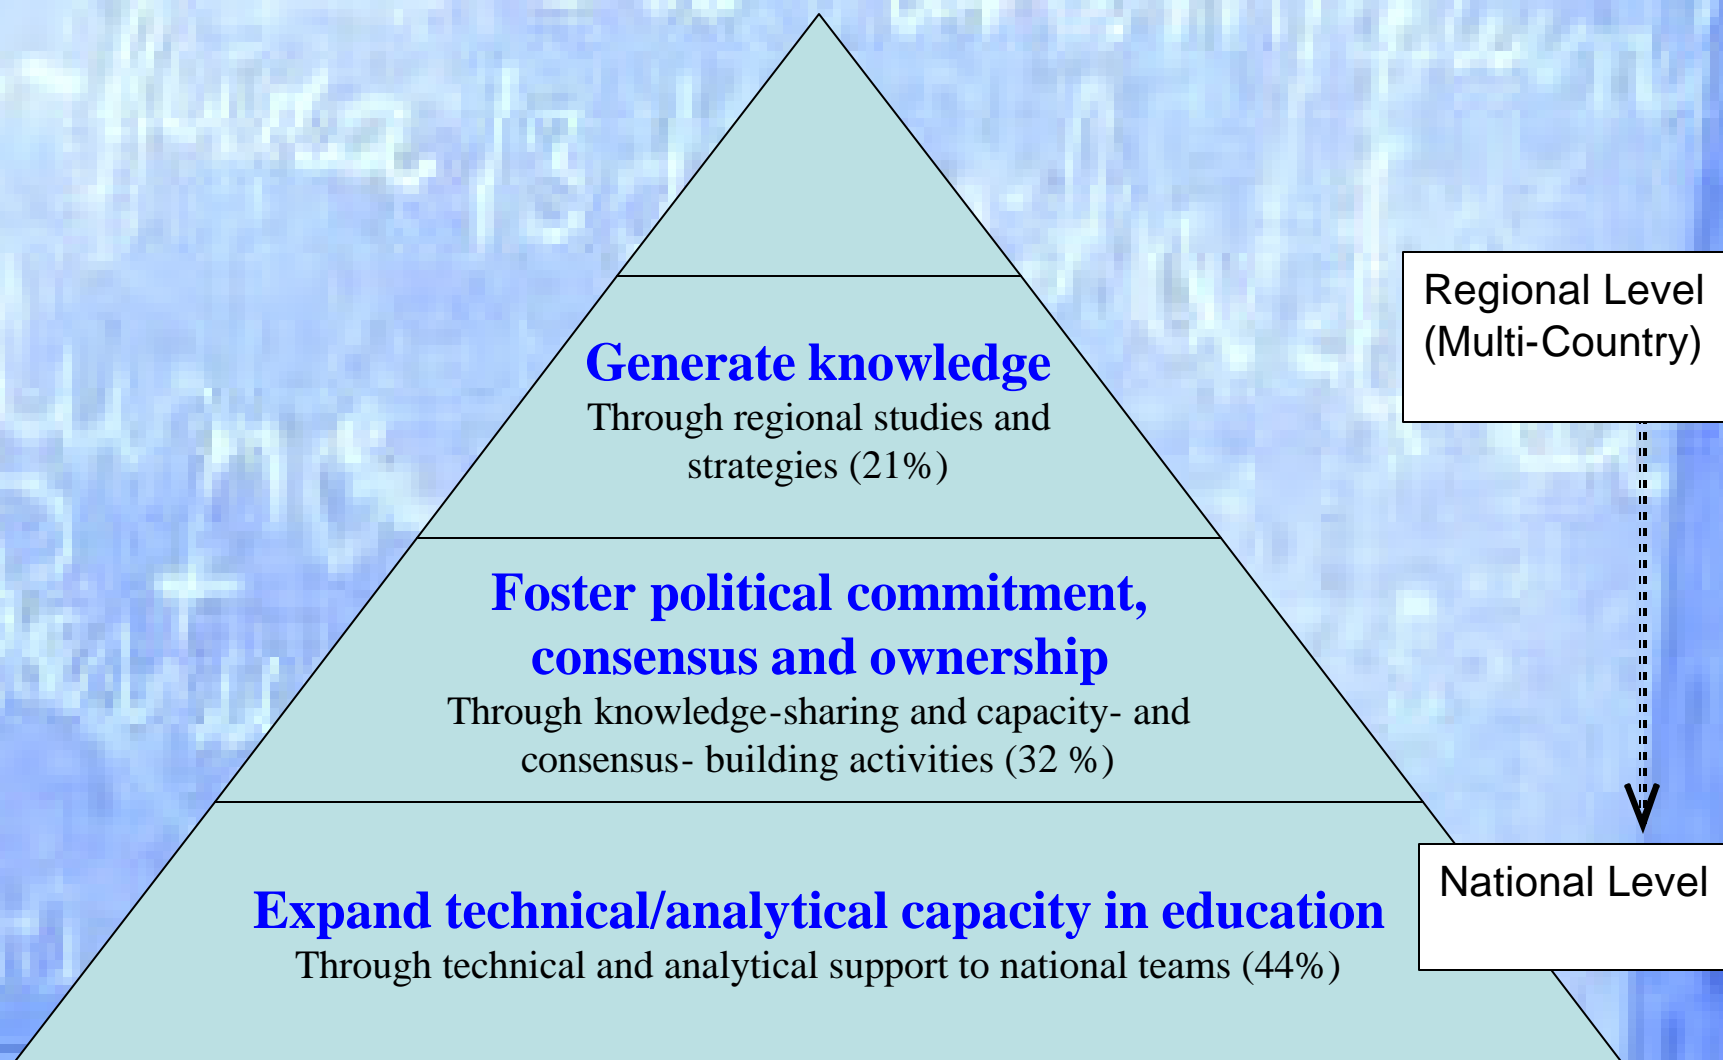 Regional Level
(Multi-Country)
Generate knowledge
Through regional studies and
strategies (21%)
Foster political commitment,
consensus and ownership
Through knowledge-sharing and capacity- and
consensus- building activities (32 %)
National Level
Expand technical/analytical capacity in education
Through technical and analytical support to national teams (44%)